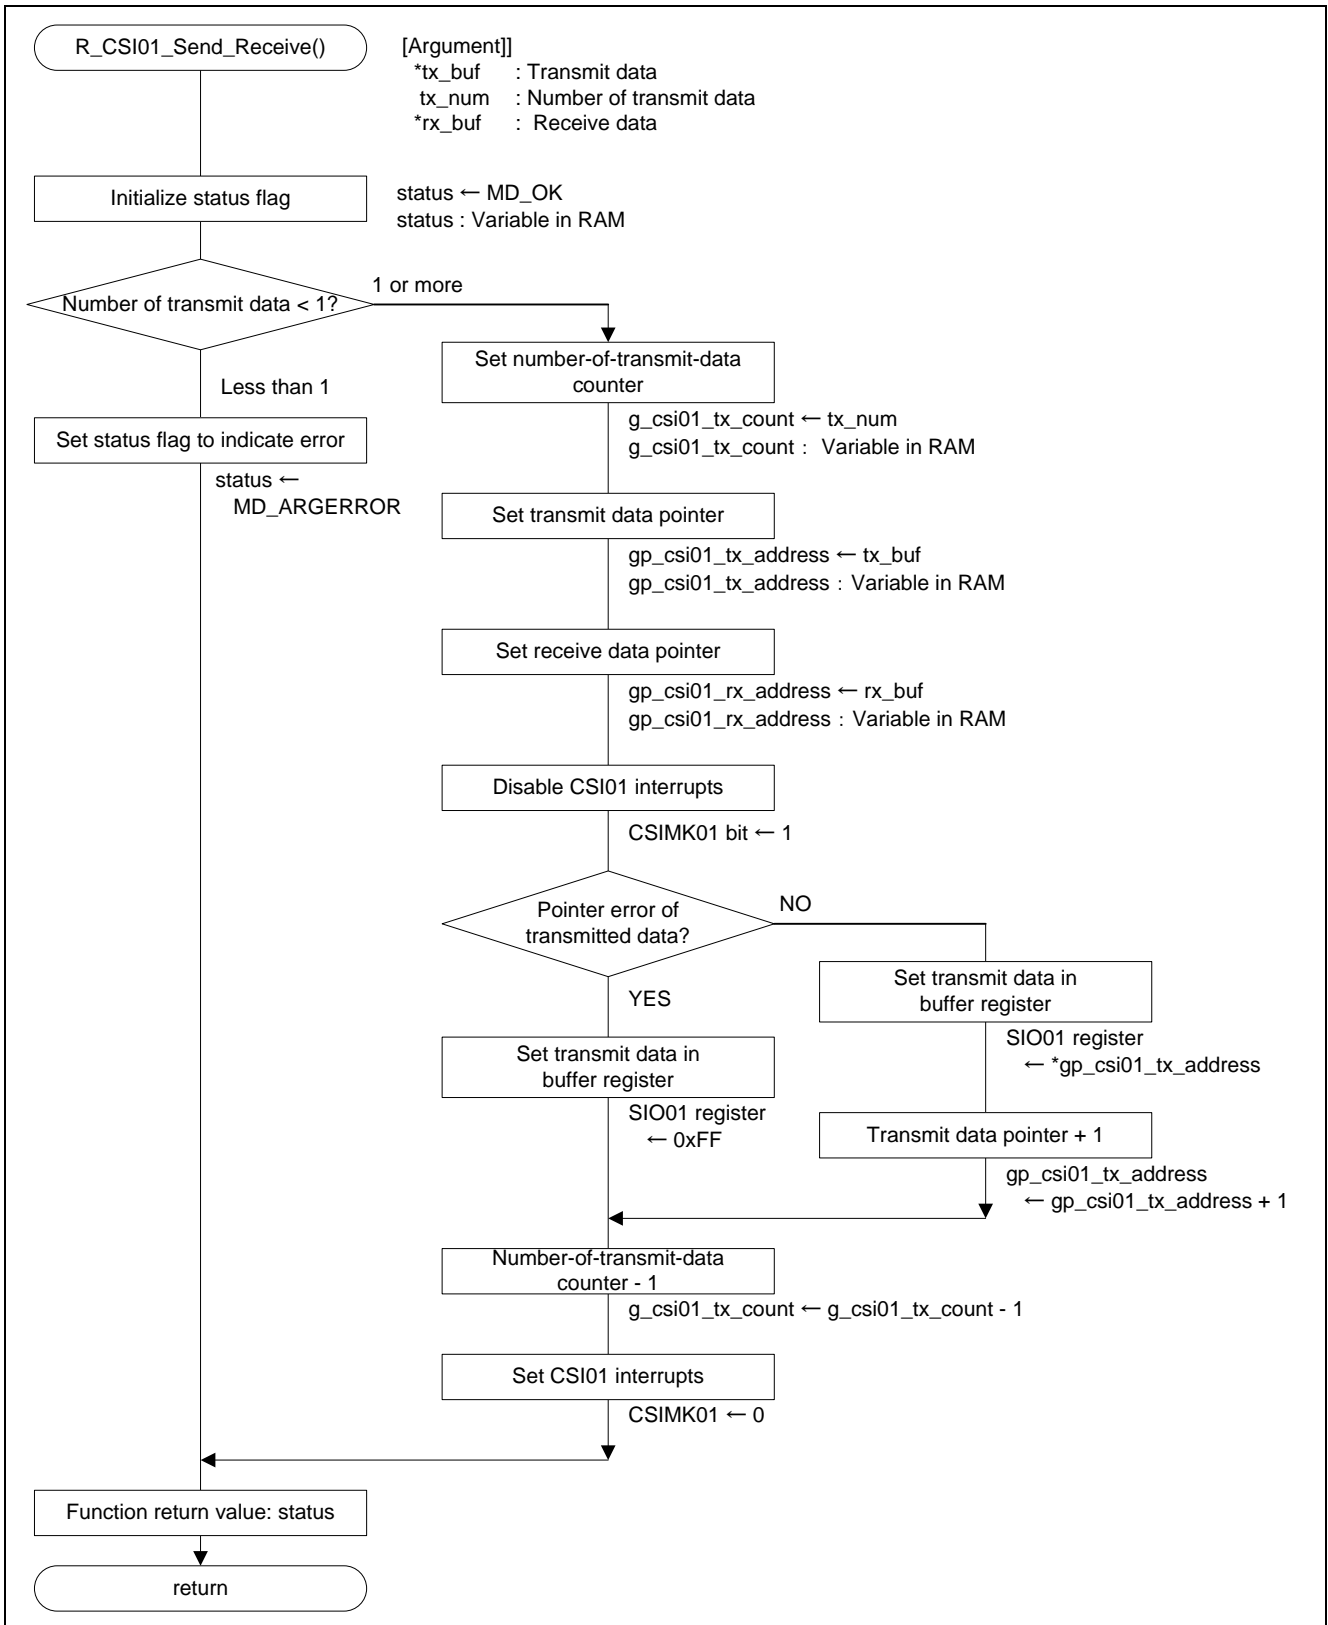 R_CSI01_Send_Receive()
[Argument]]
*tx_buf : Transmit data
tx_num : Number of transmit data
*rx_buf : Receive data
Initialize status flag
status ← MD_OK
status : Variable in RAM
Number of transmit data < 1?
1 or more
Less than 1
Set status flag to indicate error
status ←
MD_ARGERROR
Set number-of-transmit-data
counter
g_csi01_tx_count ← tx_num
g_csi01_tx_count : Variable in RAM
Set transmit data pointer
gp_csi01_tx_address ← tx_buf
gp_csi01_tx_address : Variable in RAM
Set receive data pointer
gp_csi01_rx_address ← rx_buf
gp_csi01_rx_address : Variable in RAM
Disable CSI01 interrupts
CSIMK01 bit ← 1
Pointer error of
transmitted data?
NO
YES
Set transmit data in
buffer register
SIO01 register
← *gp_csi01_tx_address
Set transmit data in
buffer register
SIO01 register
← 0xFF
Transmit data pointer + 1
gp_csi01_tx_address
← gp_csi01_tx_address + 1
Number-of-transmit-data
counter - 1
g_csi01_tx_count ← g_csi01_tx_count - 1
Set CSI01 interrupts
CSIMK01 ← 0
Function return value: status
return